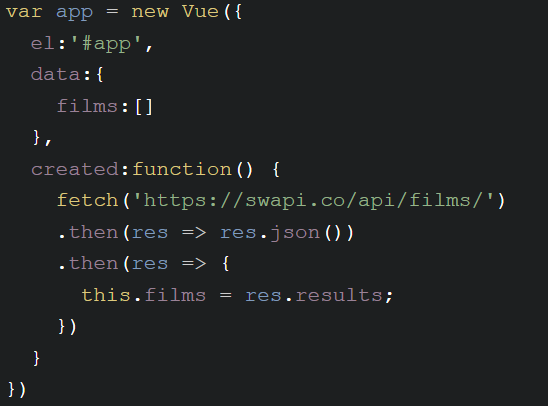 var app = new Vue({
  el:'#app',
  data:{
    films:[]
  },
  created:function() {
    fetch('https://swapi.co/api/films/')
    .then(res => res.json())
    .then(res => {
      this.films = res.results;
    })
  }
})